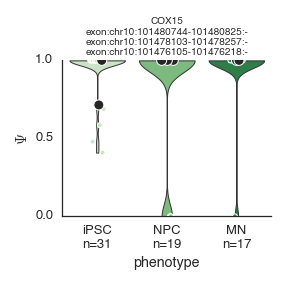 COX15
exon:chr10:101480744-101480825:-
exon:chr10:101478103-101478257:-
exon:chr10:101476105-101476218:-
1.0
Ψ
0.5
0.0
iPSC NPC MN
n=31 n=19 n=17
phenotype